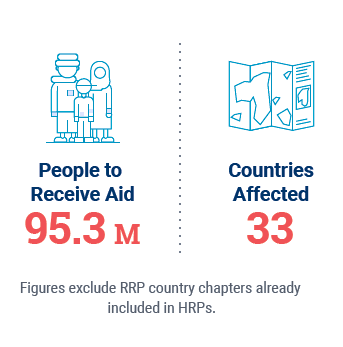 People to
Receive Aid
95.3 M
Countries
Affected
33
Figures exclude RRP country chapters already
included in HRPs.